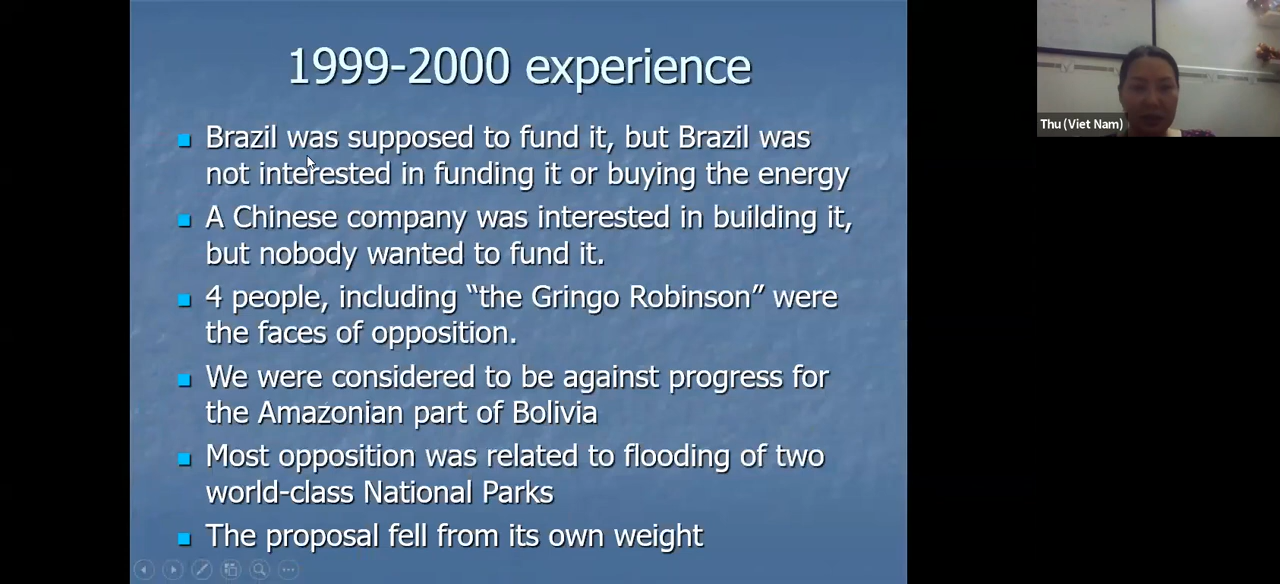 1999-2000 experience
Brazil was supposed to fund it, but Brazil was
not interested in funding it or buying the energy
A Chinese company was interested in building it,
but nobody wanted to fund it.
4 people, including “the Gringo Robinson” were
the faces of opposition.
We were considered to be against progress for
the Amazonian part of Bolivia
Most opposition was related to flooding of two
world-class National Parks
The proposal fell from its own weight
Thu (Viet Nam)